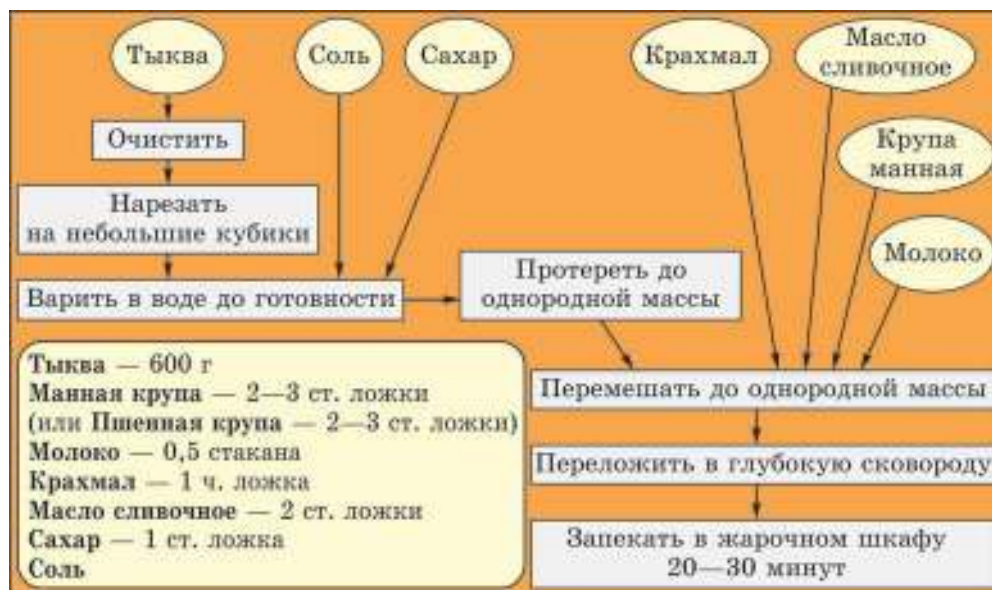 Тыква
Соль
Сахар
Крахмал
Масло
сливочное
Очистить
Крупа
манная
Нарезать
на небольшие кубики
Молоко
Варить в воде до готовности
Протереть до
однородной массы
Перемешать до однородной массы
Переложить в глубокую сковороду
Запекать в жарочном шкафу
20—30 минут
Тыква — 600 г
Манная крупа — 2—3 ст. ложки
(или Пшенная крупа — 2—3 ст. ложки)
Молоко — 0,5 стакана
Крахмал — 1 ч. ложка
Масло сливочное — 2 ст. ложки
Сахар — 1 ст. ложка
Соль